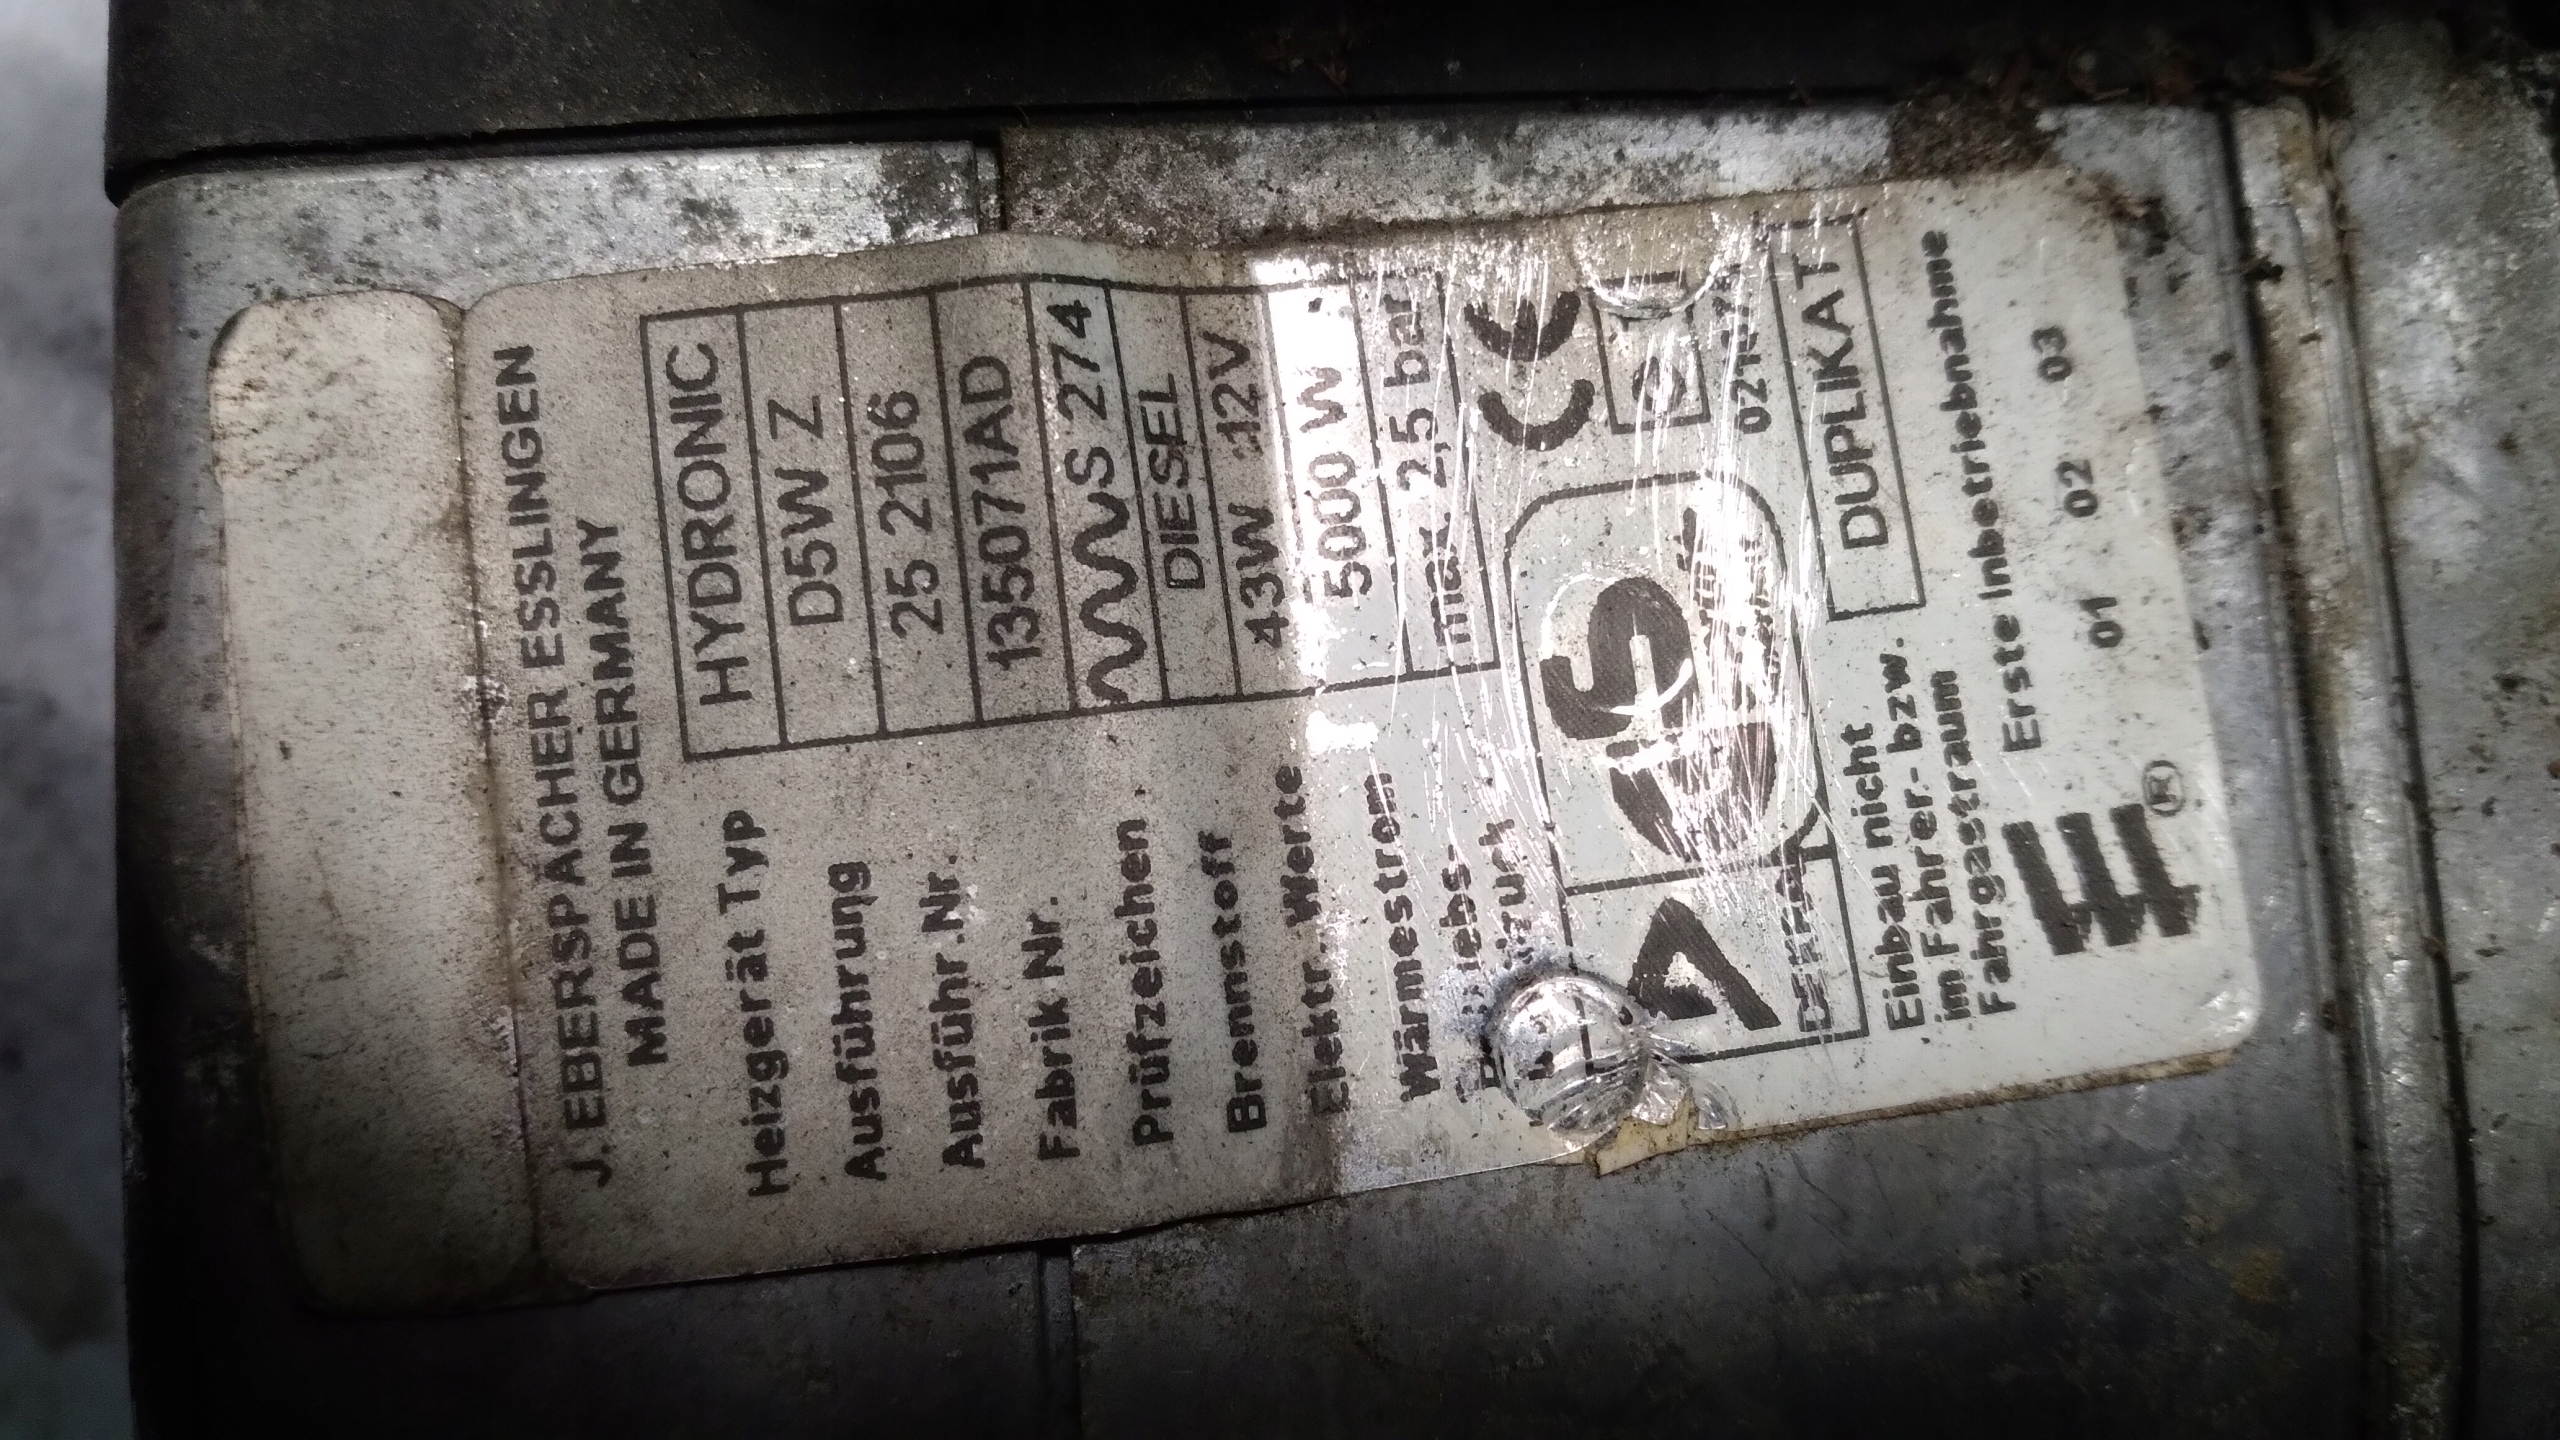 J. EBERSPÄCHER ESSLINGEN
MADE IN GERMANY
Heizgerät Typ HYDRONIC
Ausführung D5W Z
Ausführ.Nr. 25 2106
Fabrik Nr. 135071AD
Prüfzeichen S 274
Brennstoff DIESEL
Elektr. Werte 43W 12V
Wärmestrom 5000 W
max. 2,5 bar
CE
DEKRA
DUPLIKAT
Einbau nicht
im Fahrer- bzw.
Fahrgastraum
Erste Inbetriebnahme
01 02 03
®